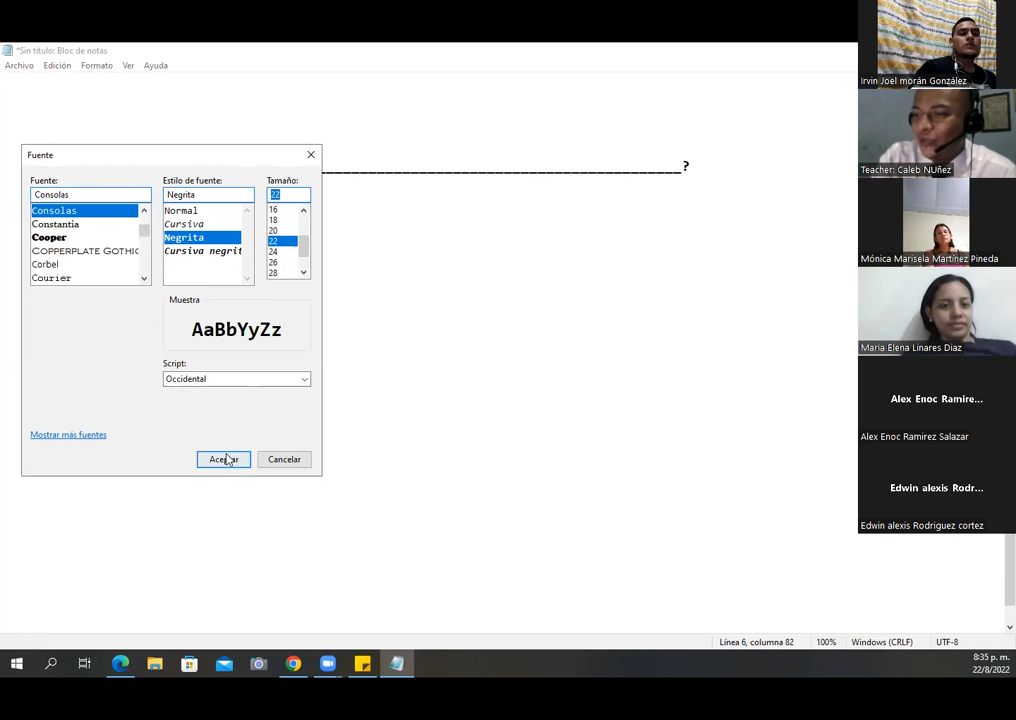 *Sin título: Bloc de notas
Archivo Edición Formato Ver Ayuda
Fuente
Fuente:
Consolas
Consolas
Constantia
Cooper
COPPERPLATE GOTHIC
Corbel
Courier
Estilo de fuente:
Negrita
Normal
Cursiva
Negrita
Cursiva negrit
Tamaño:
22
16
18
20
22
24
26
28
Muestra
AaBbYyZz
Script:
Occidental
Mostrar más fuentes
Aceptar
Cancelar
?
Irvin Joel morán González
Teacher: Caleb NUñez
Mónica Marisela Martínez Pineda
Maria Elena Linares Diaz
Alex Enoc Ramire...
Alex Enoc Ramirez Salazar
Edwin alexis Rodr...
Edwin alexis Rodriguez cortez
Línea 6, columna 82 100% Windows (CRLF) UTF-8
8:35 p. m.
22/8/2022